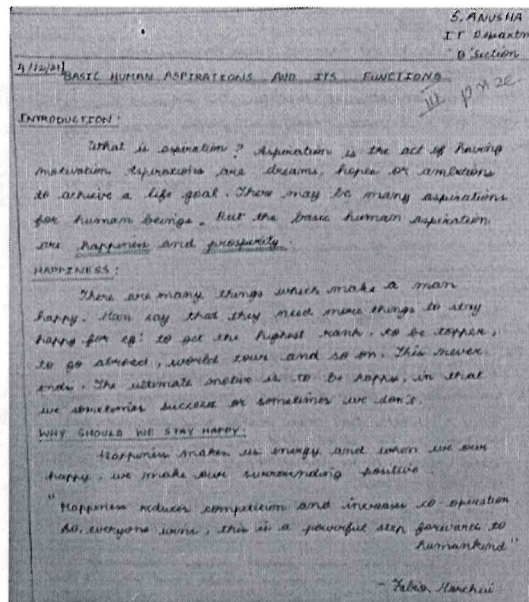 S. ANUSHA
IT Departm
'D' Section
4/12/21
BASIC HUMAN ASPIRATIONS AND ITS FUNCTIONS
III prize
INTRODUCTION:
What is aspiration? Aspiration is the act of having
motivation Aspirations are dreams, hopes or ambitions
to achieve a life goal. There may be many aspirations
for human beings. But the basic human aspiration
are happiness and prosperity.
HAPPINESS:
There are many things which make a man
happy. Man say that they need more things to stay
happy for eg: to get the highest rank, to be topper,
to go abroad, world tour and so on. This never
ends. The ultimate motive is to be happy, in that
we sometimes succeed or sometimes we don't.
WHY SHOULD WE STAY HAPPY:
Happiness makes us energy and when we are
happy, we make our surrounding positive.
"Happiness reduces competition and increases co-operation
so, everyone wins, this is a powerful step forward to
humankind"
- Fabio